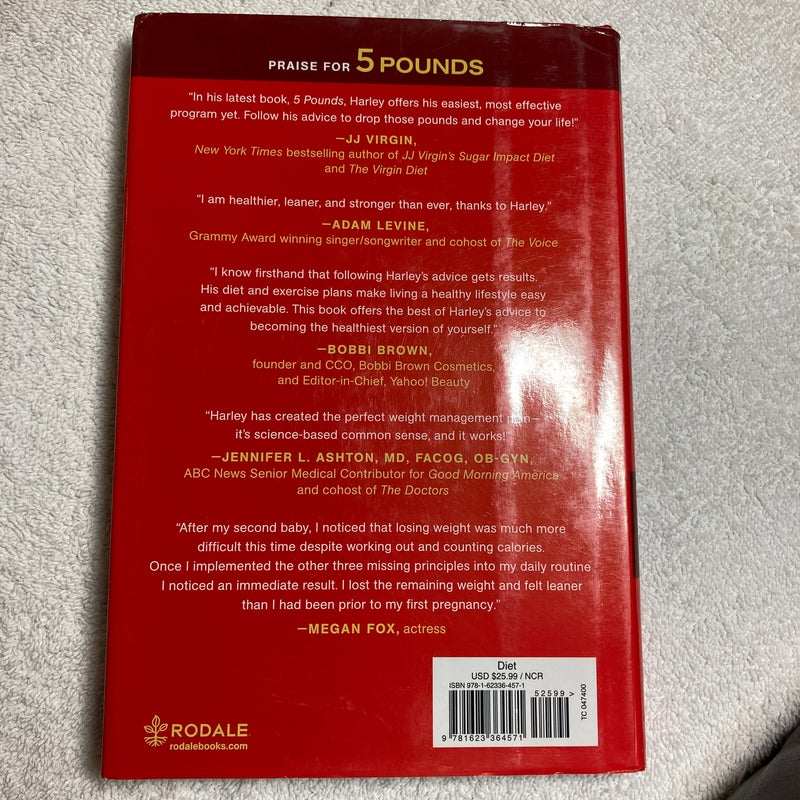 PRAISE FOR 5 POUNDS
“In his latest book, 5 Pounds, Harley offers his easiest, most effective
program yet. Follow his advice to drop those pounds and change your life!”
—JJ VIRGIN,
New York Times bestselling author of JJ Virgin’s Sugar Impact Diet
and The Virgin Diet
“I am healthier, leaner, and stronger than ever, thanks to Harley.”
—ADAM LEVINE,
Grammy Award winning singer/songwriter and cohost of The Voice
“I know firsthand that following Harley’s advice gets results.
His diet and exercise plans make living a healthy lifestyle easy
and achievable. This book offers the best of Harley’s advice to
becoming the healthiest version of yourself.”
—BOBBI BROWN,
founder and CCO, Bobbi Brown Cosmetics,
and Editor-in-Chief, Yahoo! Beauty
“Harley has created the perfect weight management plan—
it’s science-based common sense, and it works!”
—JENNIFER L. ASHTON, MD, FACOG, OB-GYN,
ABC News Senior Medical Contributor for Good Morning America
and cohost of The Doctors
“After my second baby, I noticed that losing weight was much more
difficult this time despite working out and counting calories.
Once I implemented the other three missing principles into my daily routine
I noticed an immediate result. I lost the remaining weight and felt leaner
than I had been prior to my first pregnancy.”
—MEGAN FOX, actress
Diet
USD $25.99 / NCR
ISBN 978-1-62336-457-1
52599 >
9 781623 364571
TC 047400
RODALE
rodalebooks.com